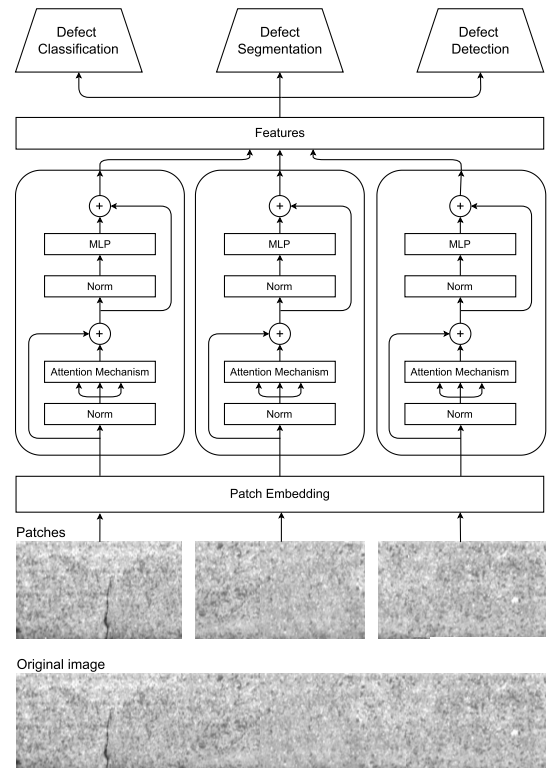 Defect
Classification
Defect
Segmentation
Defect
Detection
Features
+
+
+
MLP
MLP
MLP
Norm
Norm
Norm
+
+
+
Attention Mechanism
Attention Mechanism
Attention Mechanism
Norm
Norm
Norm
Patch Embedding
Patches
Original image